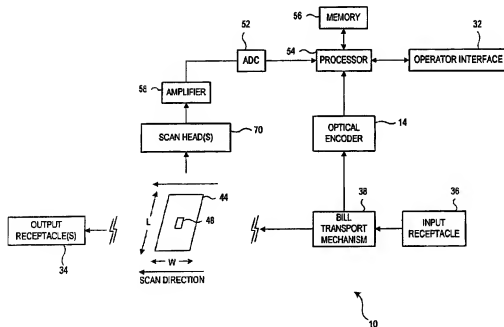 52
56
MEMORY
54
32
ADC
PROCESSOR
OPERATOR INTERFACE
58
AMPLIFIER
70
14
SCAN HEAD(S)
OPTICAL
ENCODER
44
38
36
48
L
OUTPUT
RECEPTACLE(S)
BILL
TRANSPORT
MECHANISM
INPUT
RECEPTACLE
34
W
SCAN DIRECTION
10